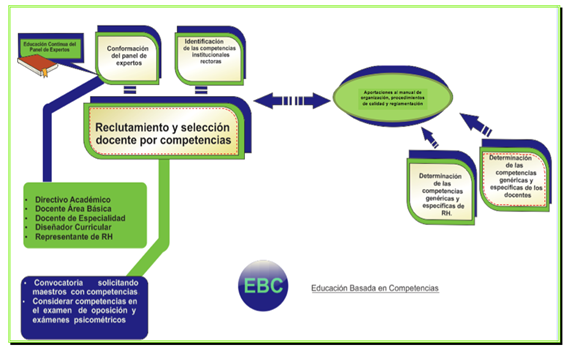 Educación Continua del
Panel de Expertos
Conformación
del panel de
expertos
Identificación
de las competencias
institucionales
rectoras
Reclutamiento y selección
docente por competencias
Aportaciones al manual de
organización, procedimientos
de calidad y reglamentación
Determinación
de las
competencias
genéricas y
específicas de
RH.
Determinación
de las
competencias
genéricas y
específicas de los
docentes
• Directivo Académico
• Docente Área Básica
• Docente de Especialidad
• Diseñador Curricular
• Representante de RH
• Convocatoria solicitando
maestros con competencias
• Considerar competencias en
el examen de oposición y
exámenes psicométricos
EBC
Educación Basada en Competencias